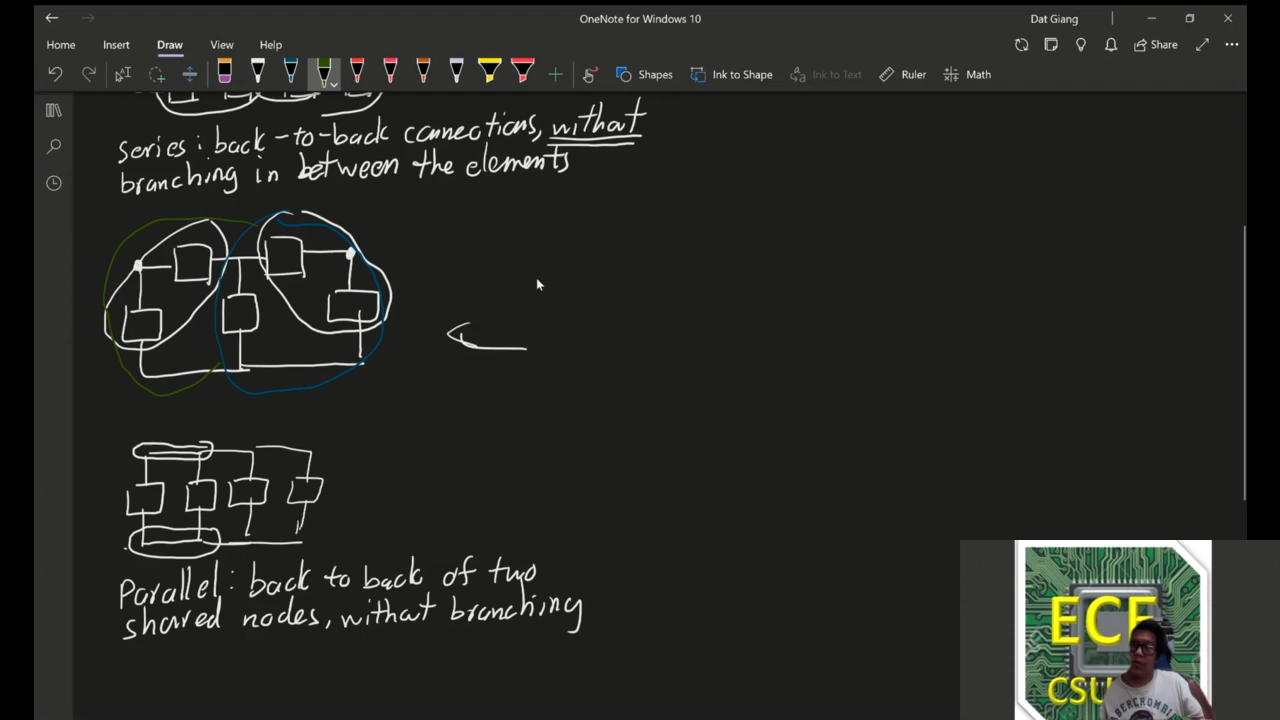 OneNote for Windows 10
Dat Giang
Home Insert Draw View Help
Share
Shapes Ink to Shape Ink to Text Ruler Math
series: back-to-back connections, without
branching in between the elements
Parallel: back to back of two
shared nodes, without branching
ECE
CSU
ABERCROMBIE